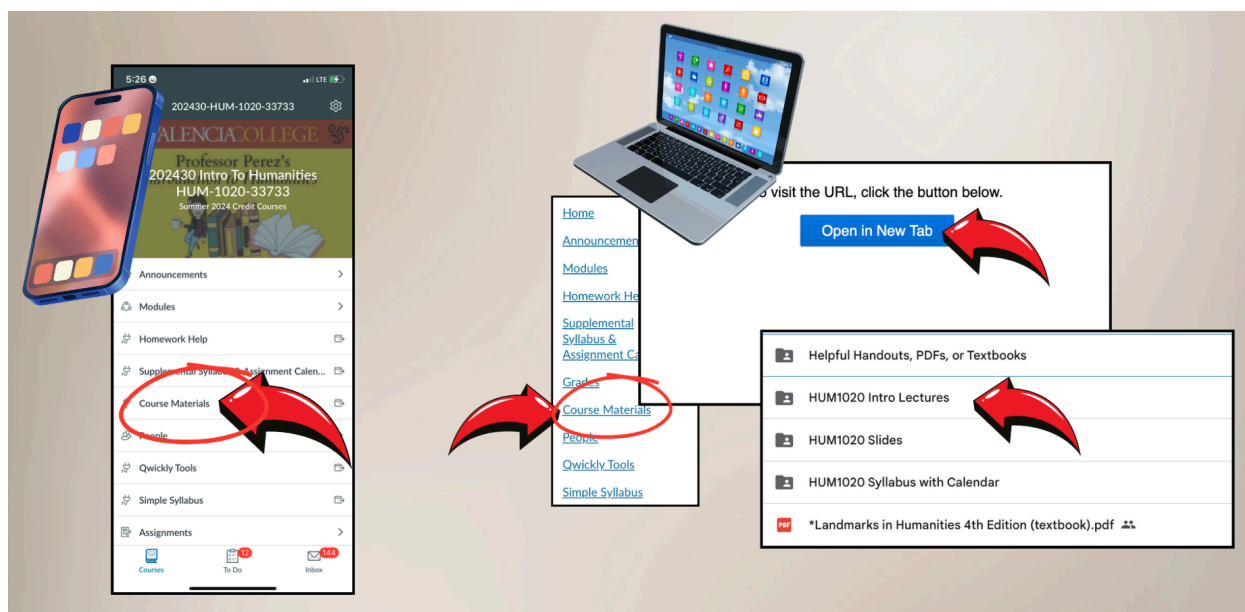 5:26
LTE
202430-HUM-1020-33733
ALENCIACOLLEGE
Professor Perez's
202430 Intro To Humanities
HUM-1020-33733
Summer 2024 Credit Courses
Announcements
Modules
Homework Help
Supplemental Syllabus & Assignment Calen...
Course Materials
People
Qwickly Tools
Simple Syllabus
Assignments
12
144
Courses
To Do
Inbox
Home
Announcemen
Modules
Homework He
Supplemental
Syllabus &
Assignment Ca
Grades
Course Materials
People
Qwickly Tools
Simple Syllabus
visit the URL, click the button below.
Open in New Tab
Helpful Handouts, PDFs, or Textbooks
HUM1020 Intro Lectures
HUM1020 Slides
HUM1020 Syllabus with Calendar
PDF
*Landmarks in Humanities 4th Edition (textbook).pdf